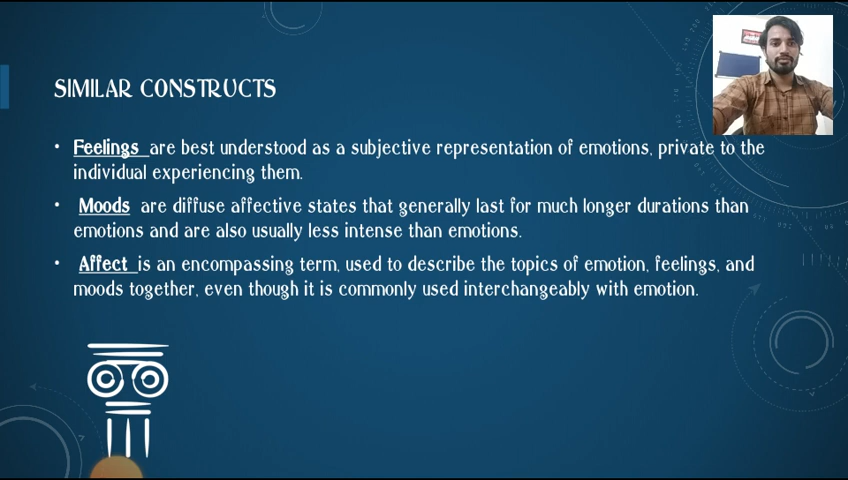 SIMILAR CONSTRUCTS
• Feelings are best understood as a subjective representation of emotions, private to the
individual experiencing them.
• Moods are diffuse affective states that generally last for much longer durations than
emotions and are also usually less intense than emotions.
• Affect is an encompassing term, used to describe the topics of emotion, feelings, and
moods together, even though it is commonly used interchangeably with emotion.